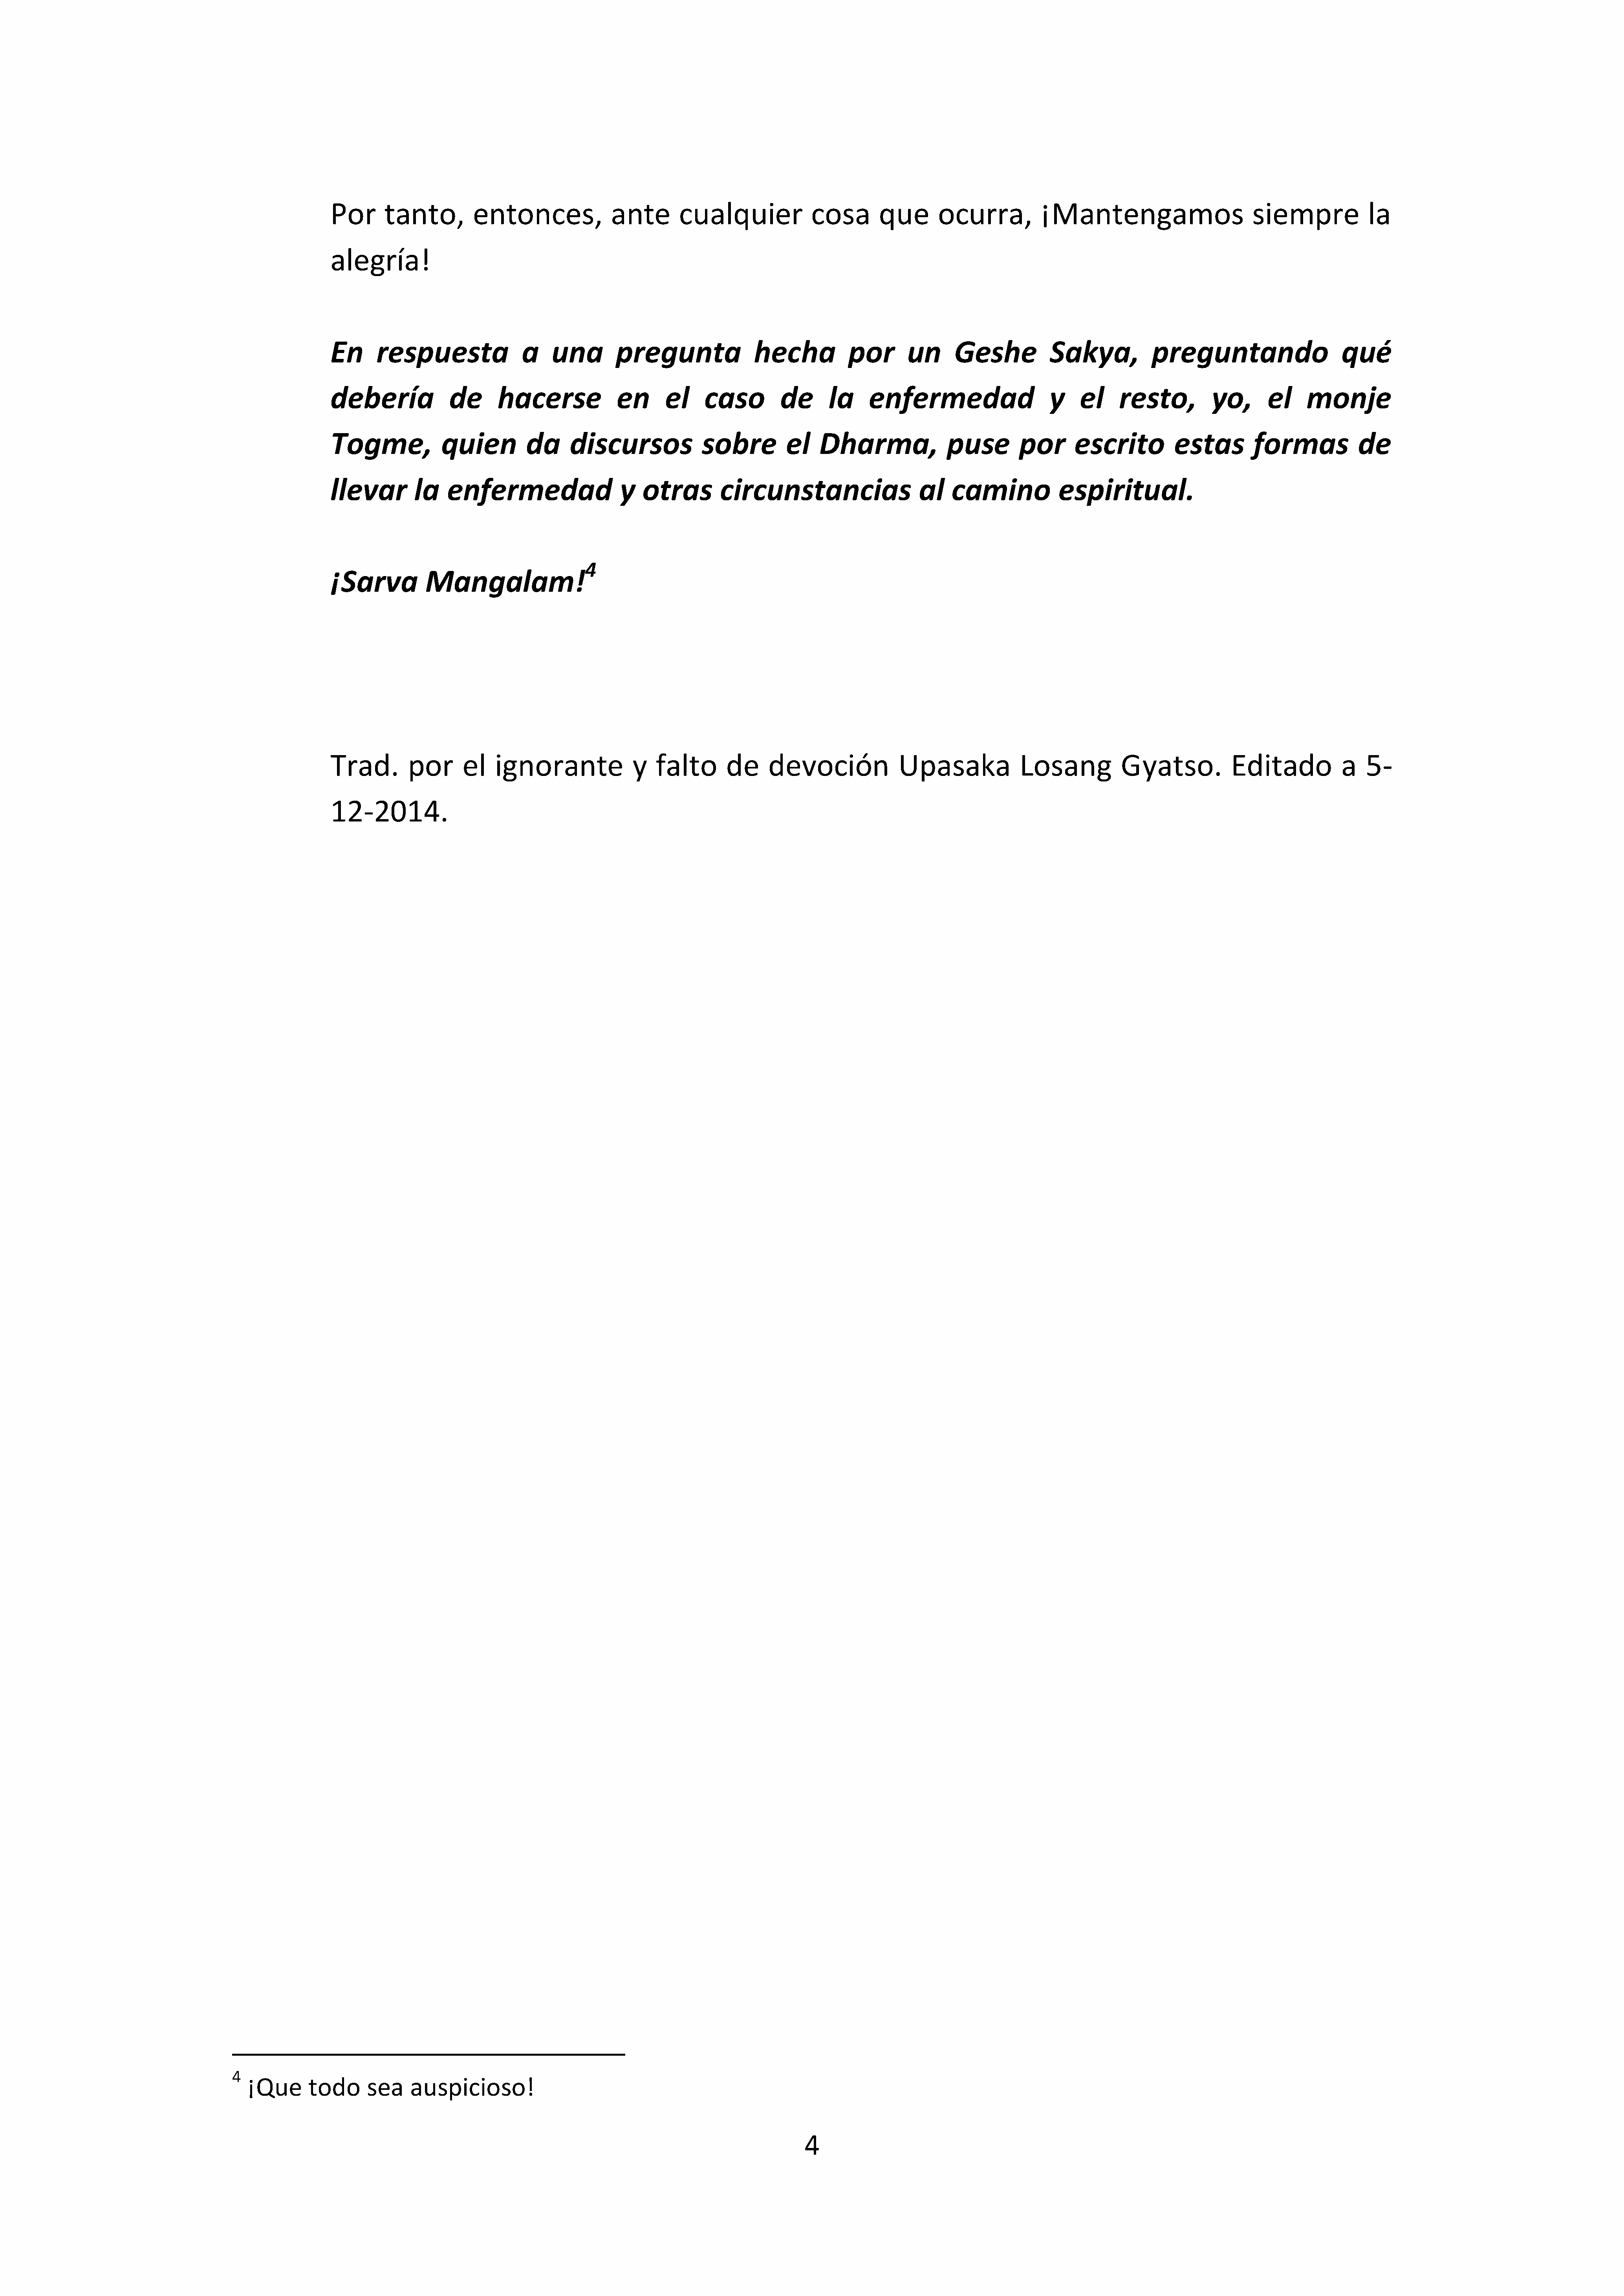 Por tanto, entonces, ante cualquier cosa que ocurra, ¡Mantengamos siempre la
alegría!
En respuesta a una pregunta hecha por un Geshe Sakya, preguntando qué
debería de hacerse en el caso de la enfermedad y el resto, yo, el monje
Togme, quien da discursos sobre el Dharma, puse por escrito estas formas de
llevar la enfermedad y otras circunstancias al camino espiritual.
¡Sarva Mangalam!⁴
Trad. por el ignorante y falto de devoción Upasaka Losang Gyatso. Editado a 5-
12-2014.
⁴ ¡Que todo sea auspicioso!
4